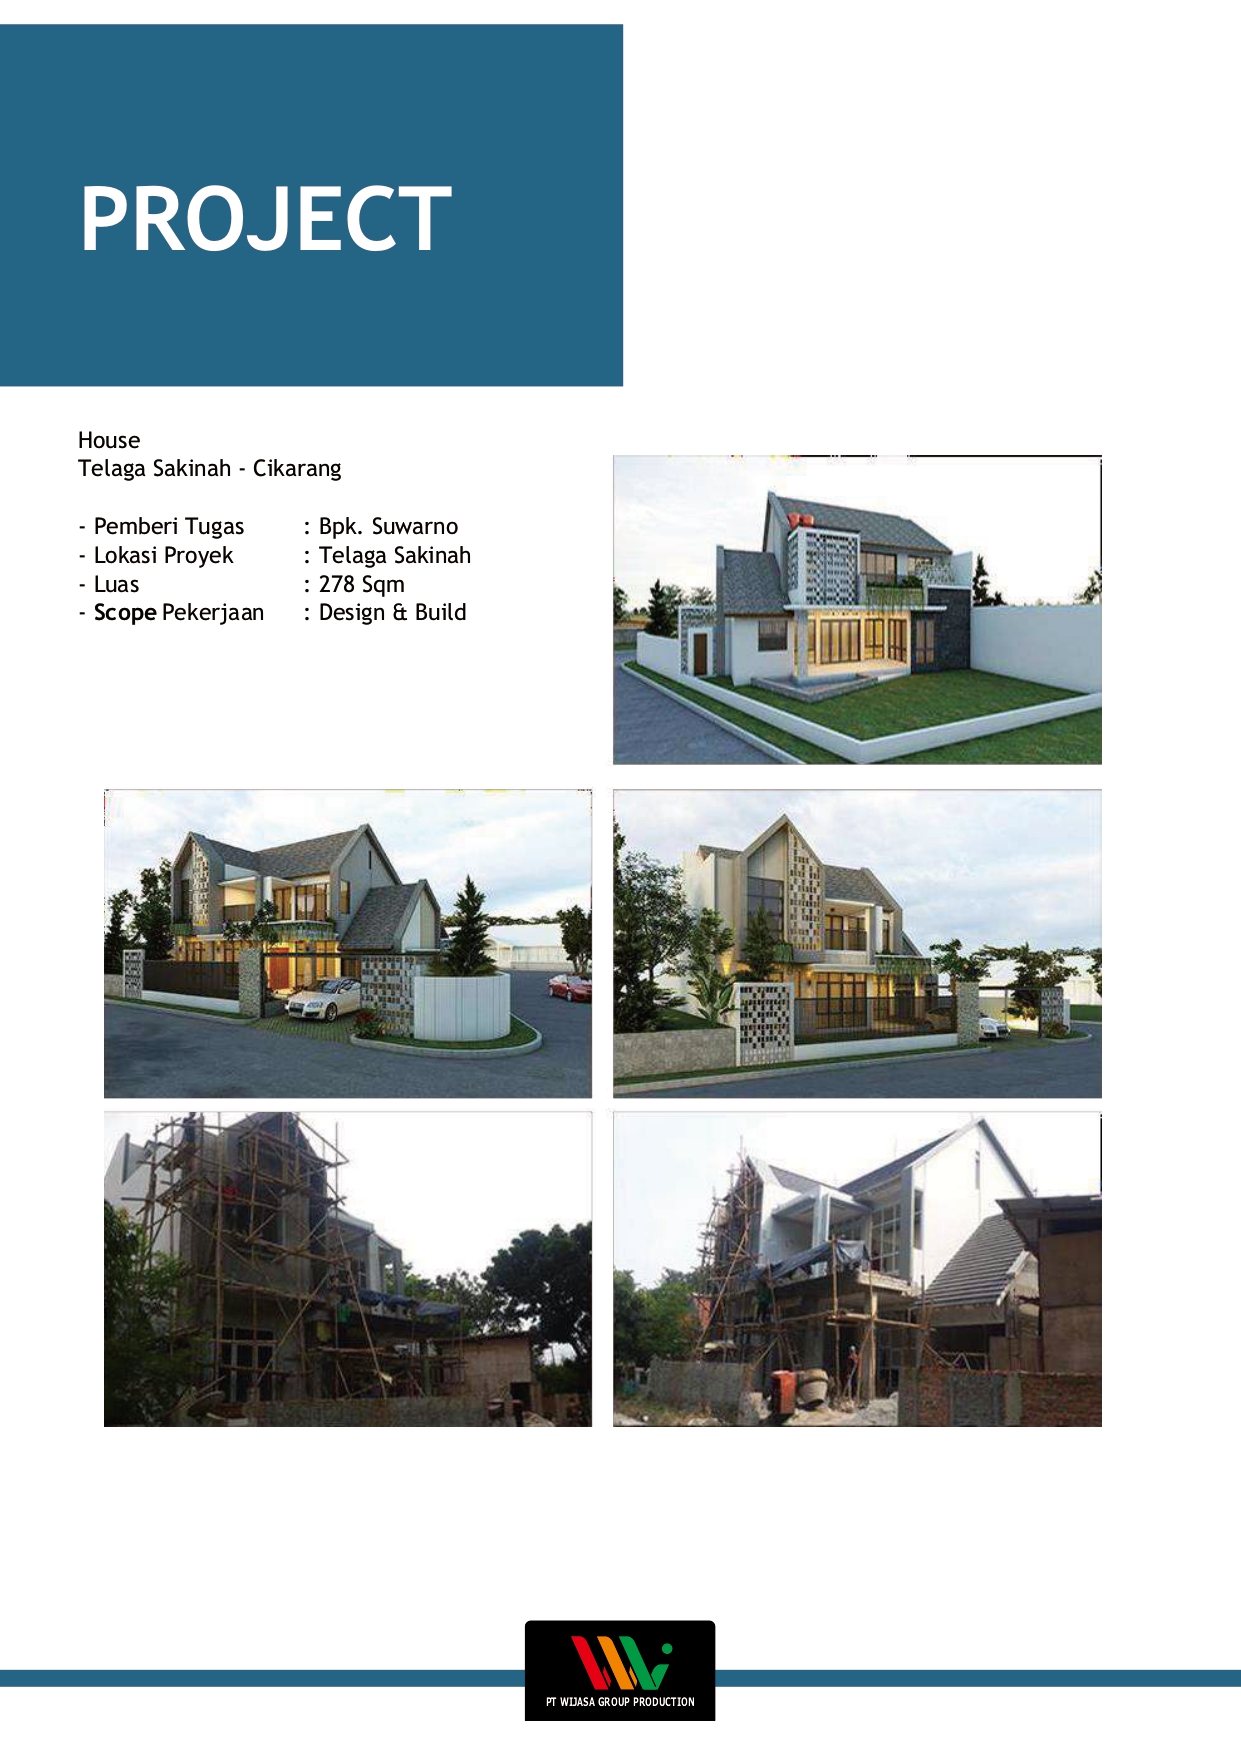 PROJECT
House
Telaga Sakinah - Cikarang
- Pemberi Tugas : Bpk. Suwarno
- Lokasi Proyek : Telaga Sakinah
- Luas : 278 Sqm
- Scope Pekerjaan : Design & Build
PT WIJASA GROUP PRODUCTION